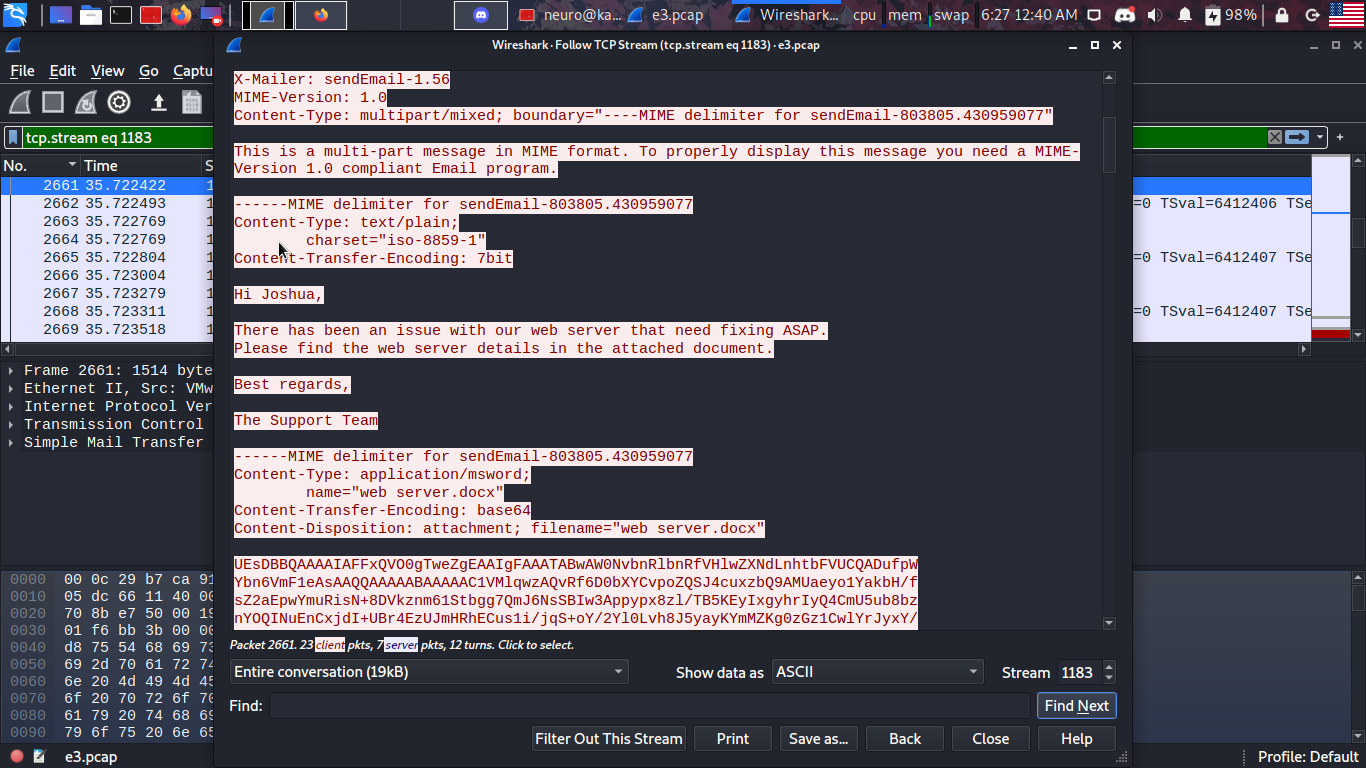 neuro@ka... e3.pcap Wireshark... cpu mem swap 6:27 12:40 AM 98%
Wireshark · Follow TCP Stream (tcp.stream eq 1183) · e3.pcap
File Edit View Go Captu
tcp.stream eq 1183
No. Time S
2661 35.722422 1
2662 35.722493 1 =0 TSval=6412406 TSe
2663 35.722769 1
2664 35.722769 1
2665 35.722804 1 =0 TSval=6412407 TSe
2666 35.723004 1
2667 35.723279 1
2668 35.723311 1 =0 TSval=6412407 TSe
2669 35.723518 1
Frame 2661: 1514 byte
Ethernet II, Src: VMw
Internet Protocol Ver
Transmission Control
Simple Mail Transfer
0000 00 0c 29 b7 ca 91
0010 05 dc 66 11 40 00
0020 70 8b e7 50 00 19
0030 01 f6 bb 3b 00 00
0040 d8 75 54 68 69 73
0050 69 2d 70 61 72 74
0060 6e 20 4d 49 4d 45
0070 6f 20 70 72 6f 70
0080 61 79 20 74 68 69
0090 79 6f 75 20 6e 65
X-Mailer: sendEmail-1.56
MIME-Version: 1.0
Content-Type: multipart/mixed; boundary="----MIME delimiter for sendEmail-803805.430959077"
This is a multi-part message in MIME format. To properly display this message you need a MIME-
Version 1.0 compliant Email program.
------MIME delimiter for sendEmail-803805.430959077
Content-Type: text/plain;
charset="iso-8859-1"
Content-Transfer-Encoding: 7bit
Hi Joshua,
There has been an issue with our web server that need fixing ASAP.
Please find the web server details in the attached document.
Best regards,
The Support Team
------MIME delimiter for sendEmail-803805.430959077
Content-Type: application/msword;
name="web server.docx"
Content-Transfer-Encoding: base64
Content-Disposition: attachment; filename="web server.docx"
UEsDBBQAAAAIAFFxQVO0gTweZgEAAIgFAAATABwAW0NvbnRlbnRfVHlwZXNdLnhtbFVUCQADufpW
Ybn6VmF1eAsAAQQAAAAABAAAAAC1VMlqwzAQvRf6D0bXYCvpoZQSJ4cuxzbQ9AMUaeyo1YakbH/f
sZ2aEpwYmuRisN+8DVkznm61Stbgg7QmJ6NsSBIw3Appypx8zl/TB5KEyIxgyhrIyQ4CmU5ub8bz
nYOQINuEnCxjdI+UBr4EzUJmHRhECus1i/jqS+oY/2Yl0Lvh8J5yayKYmMZKg0zGz1CwlYrJyxY/
Packet 2661. 23 client pkts, 7 server pkts, 12 turns. Click to select.
Entire conversation (19kB) Show data as ASCII Stream 1183
Find: Find Next
Filter Out This Stream Print Save as... Back Close Help
e3.pcap Profile: Default